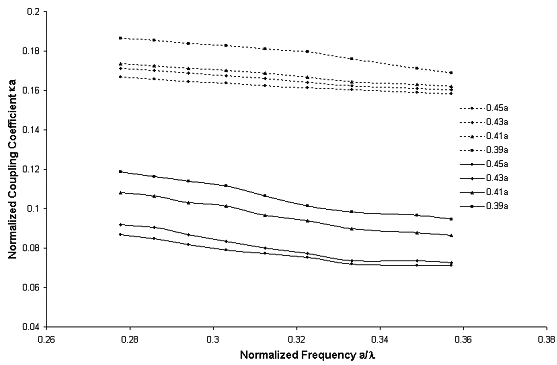 0.2
0.18
0.16
0.14
0.12
0.1
0.08
0.06
0.04
0.26
0.28
0.3
0.32
0.34
0.36
0.38
Normalized Coupling Coefficient κa
Normalized Frequency a/λ
0.45a
0.43a
0.41a
0.39a
0.45a
0.43a
0.41a
0.39a